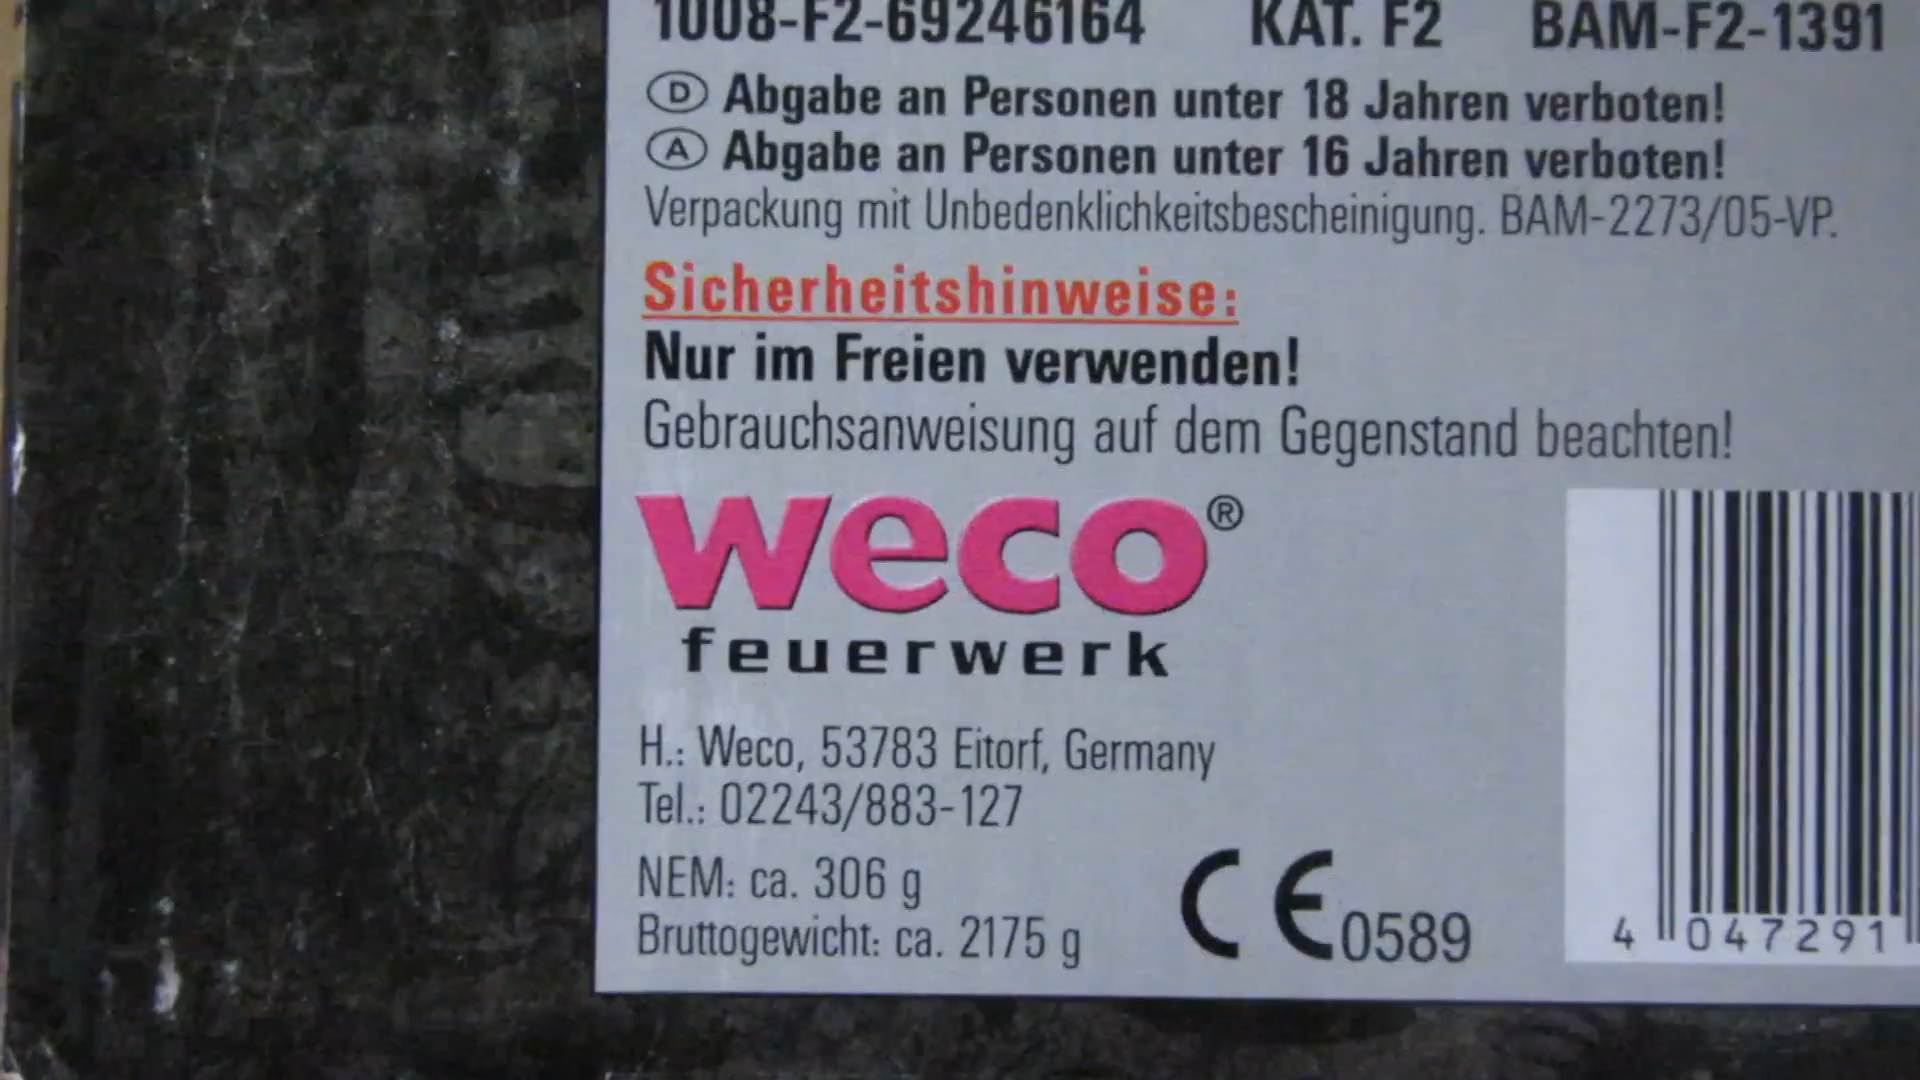 1008-F2-69246164 KAT. F2 BAM-F2-1391
D Abgabe an Personen unter 18 Jahren verboten!
A Abgabe an Personen unter 16 Jahren verboten!
Verpackung mit Unbedenklichkeitsbescheinigung. BAM-2273/05-VP.
Sicherheitshinweise:
Nur im Freien verwenden!
Gebrauchsanweisung auf dem Gegenstand beachten!
weco®
feuerwerk
H.: Weco, 53783 Eitorf, Germany
Tel.: 02243/883-127
NEM: ca. 306 g
Bruttogewicht: ca. 2175 g
CE 0589
4 047291